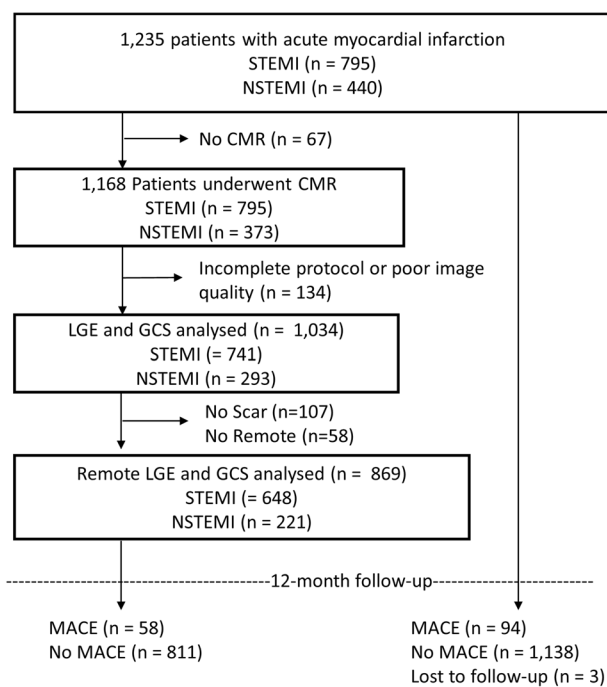 1,235 patients with acute myocardial infarction
STEMI (n = 795)
NSTEMI (n = 440)
No CMR (n = 67)
1,168 Patients underwent CMR
STEMI (n = 795)
NSTEMI (n = 373)
Incomplete protocol or poor image
quality (n = 134)
LGE and GCS analysed (n = 1,034)
STEMI (= 741)
NSTEMI (n = 293)
No Scar (n=107)
No Remote (n=58)
Remote LGE and GCS analysed (n = 869)
STEMI (= 648)
NSTEMI (n = 221)
12-month follow-up
MACE (n = 58)
No MACE (n = 811)
MACE (n = 94)
No MACE (n = 1,138)
Lost to follow-up (n = 3)